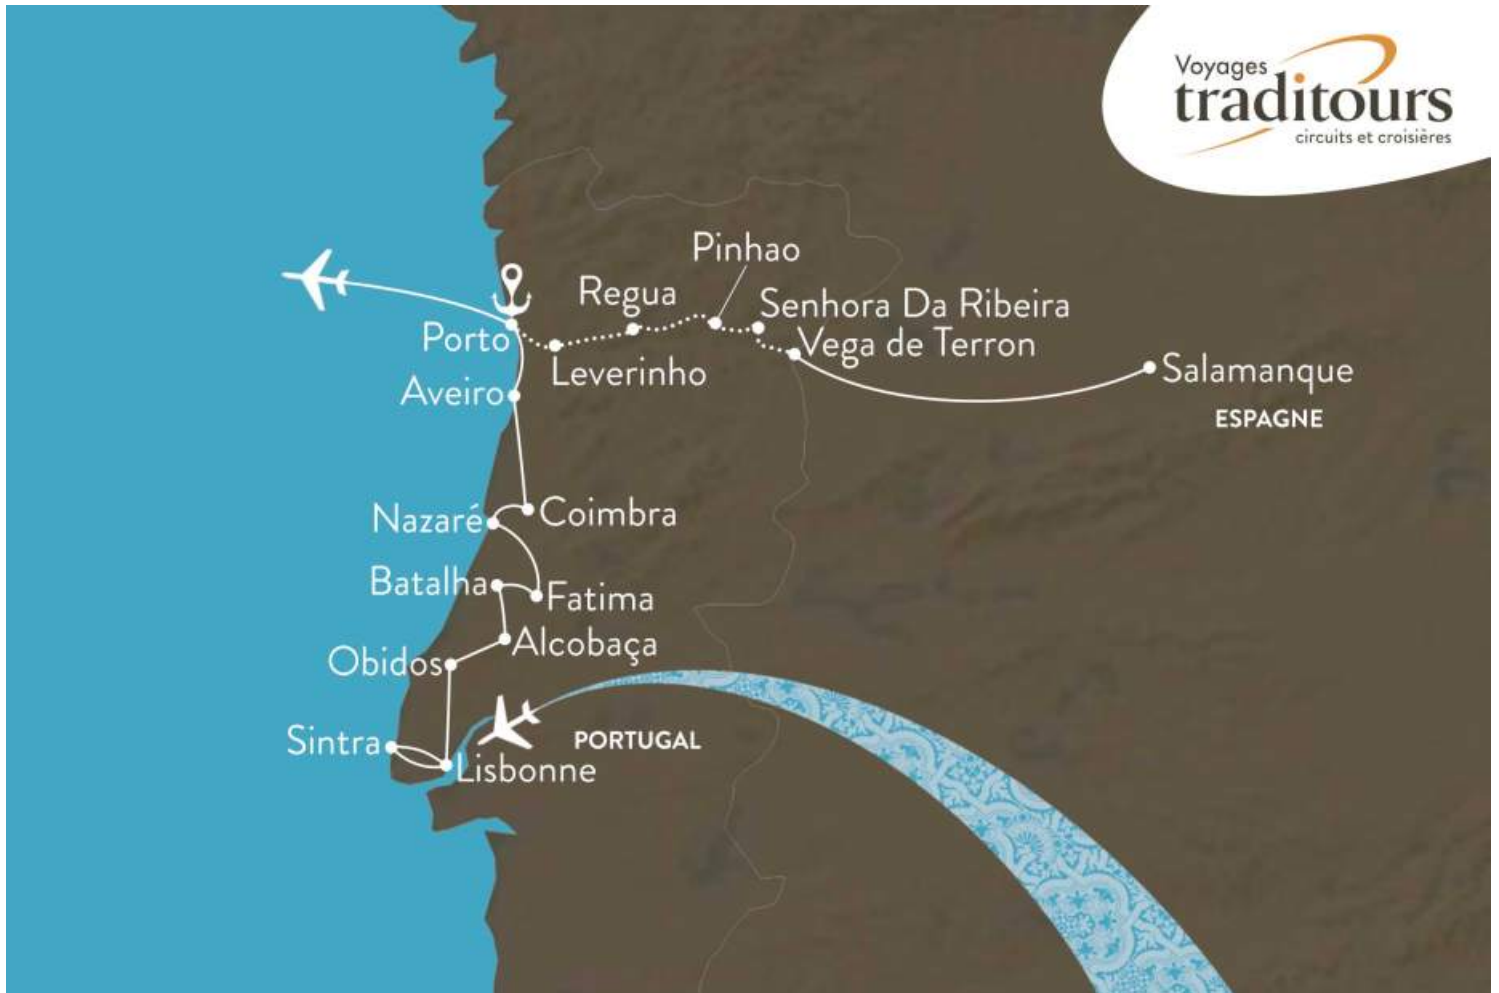 Voyages
traditours
circuits et croisières
Pinhao
Regua
Senhora Da Ribeira
Porto
Vega de Terron
Leverinho
Salamanque
Aveiro
ESPAGNE
Nazaré
Coimbra
Batalha
Fatima
Alcobaça
Obidos
Sintra
PORTUGAL
Lisbonne